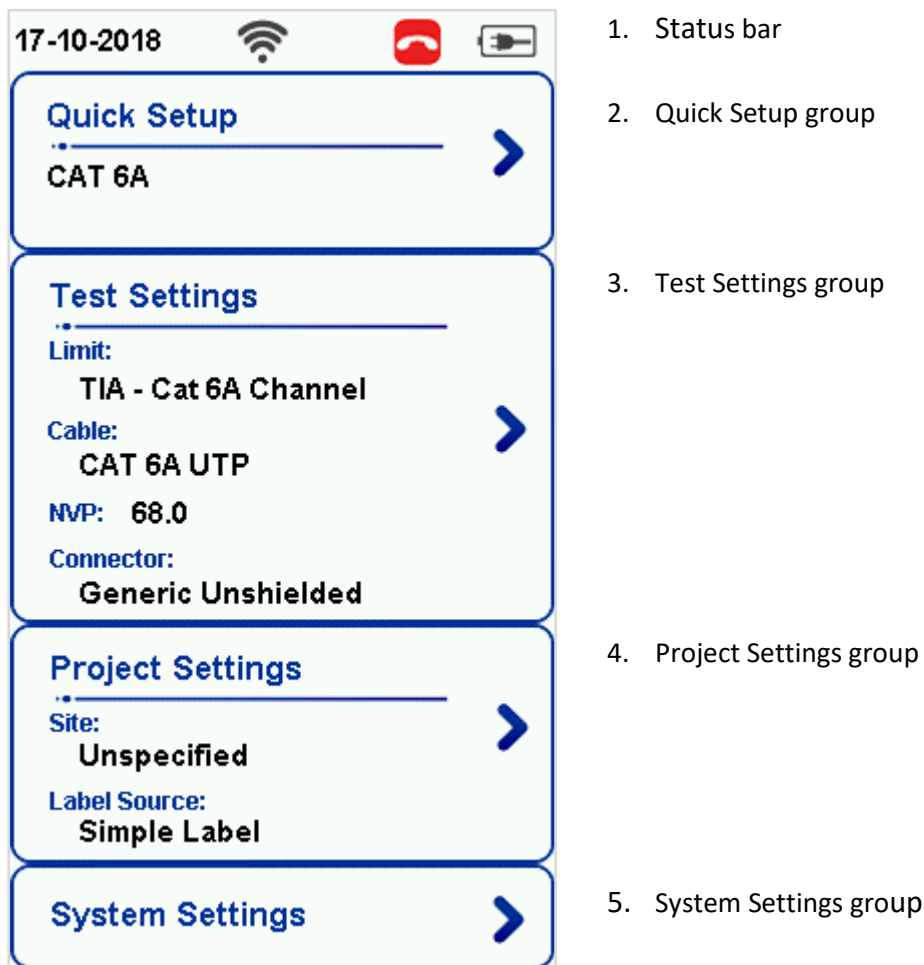 17-10-2018
1. Status bar
Quick Setup
2. Quick Setup group
CAT 6A
Test Settings
3. Test Settings group
Limit:
TIA - Cat 6A Channel
Cable:
CAT 6A UTP
NVP: 68.0
Connector:
Generic Unshielded
Project Settings
4. Project Settings group
Site:
Unspecified
Label Source:
Simple Label
System Settings
5. System Settings group